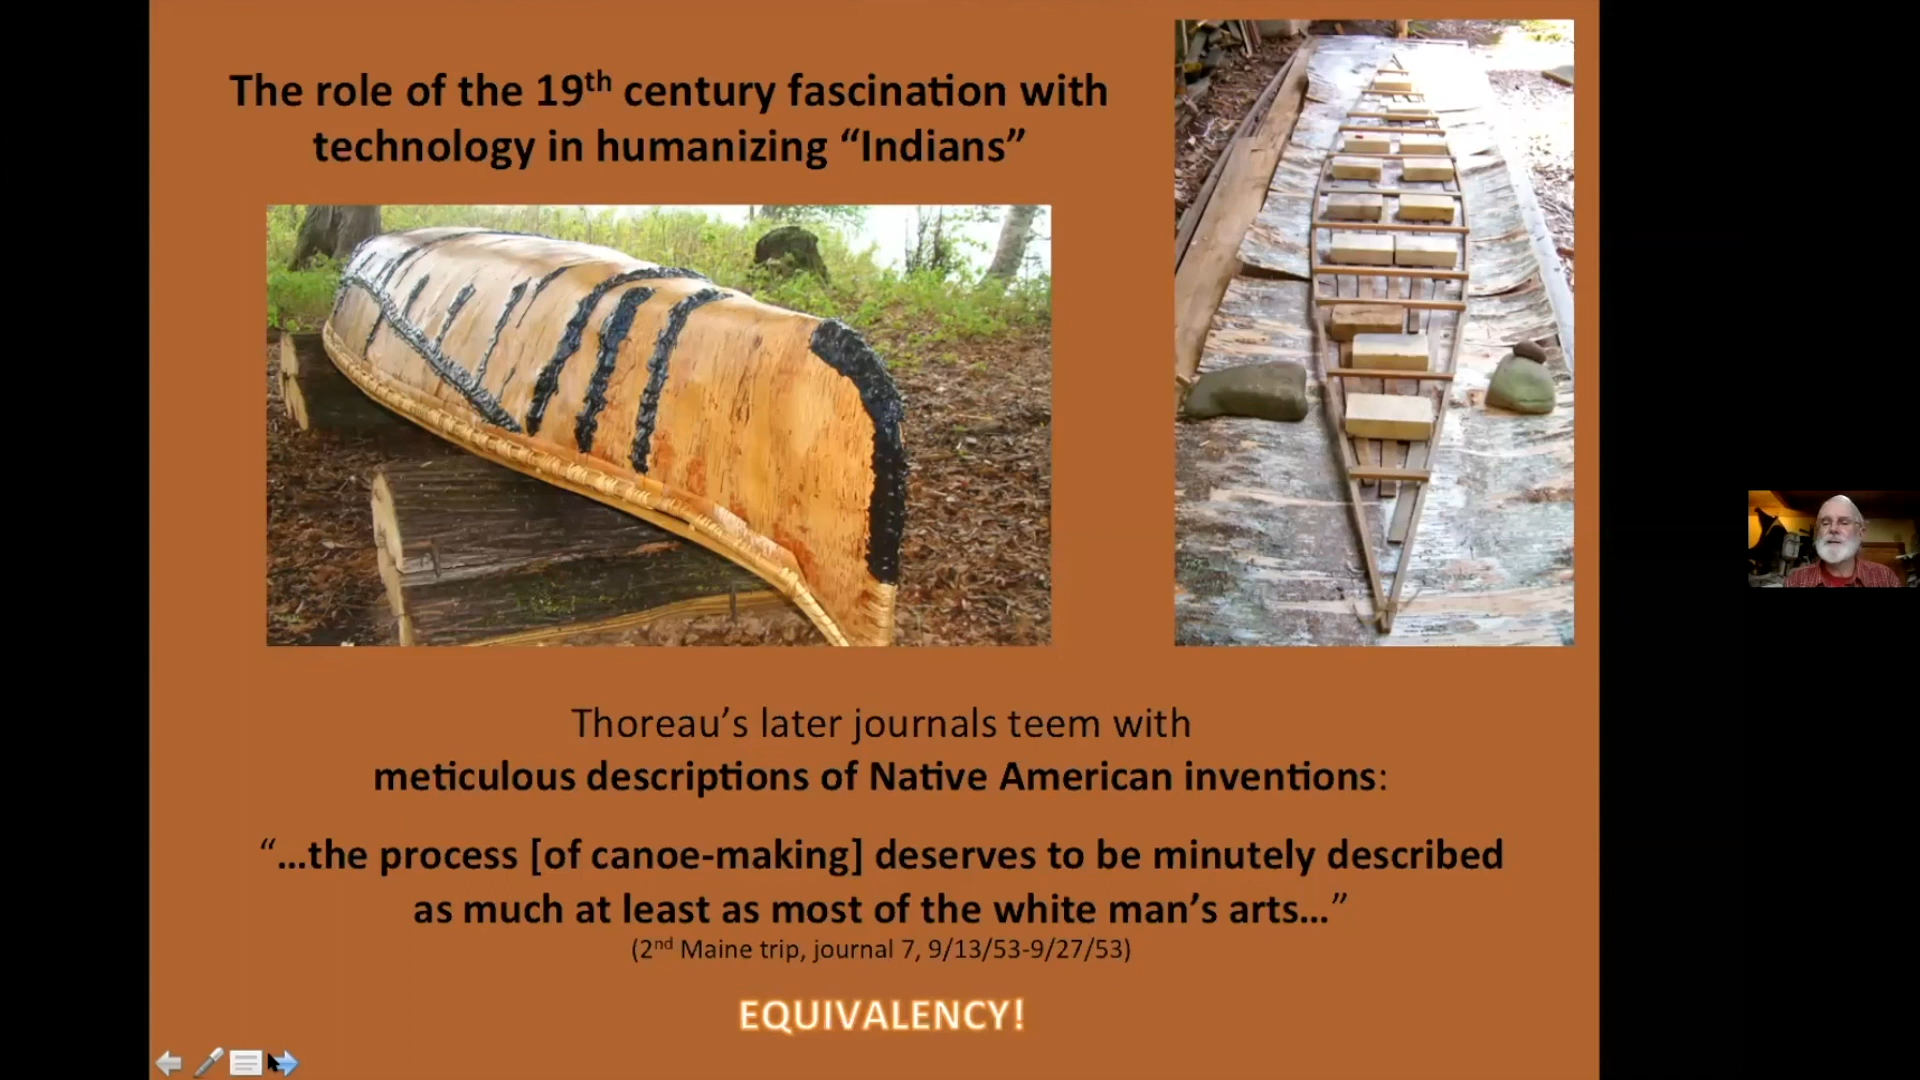 The role of the 19th century fascination with
technology in humanizing “Indians”
Thoreau’s later journals teem with
meticulous descriptions of Native American inventions:
“…the process [of canoe-making] deserves to be minutely described
as much at least as most of the white man’s arts…”
(2nd Maine trip, journal 7, 9/13/53-9/27/53)
EQUIVALENCY!